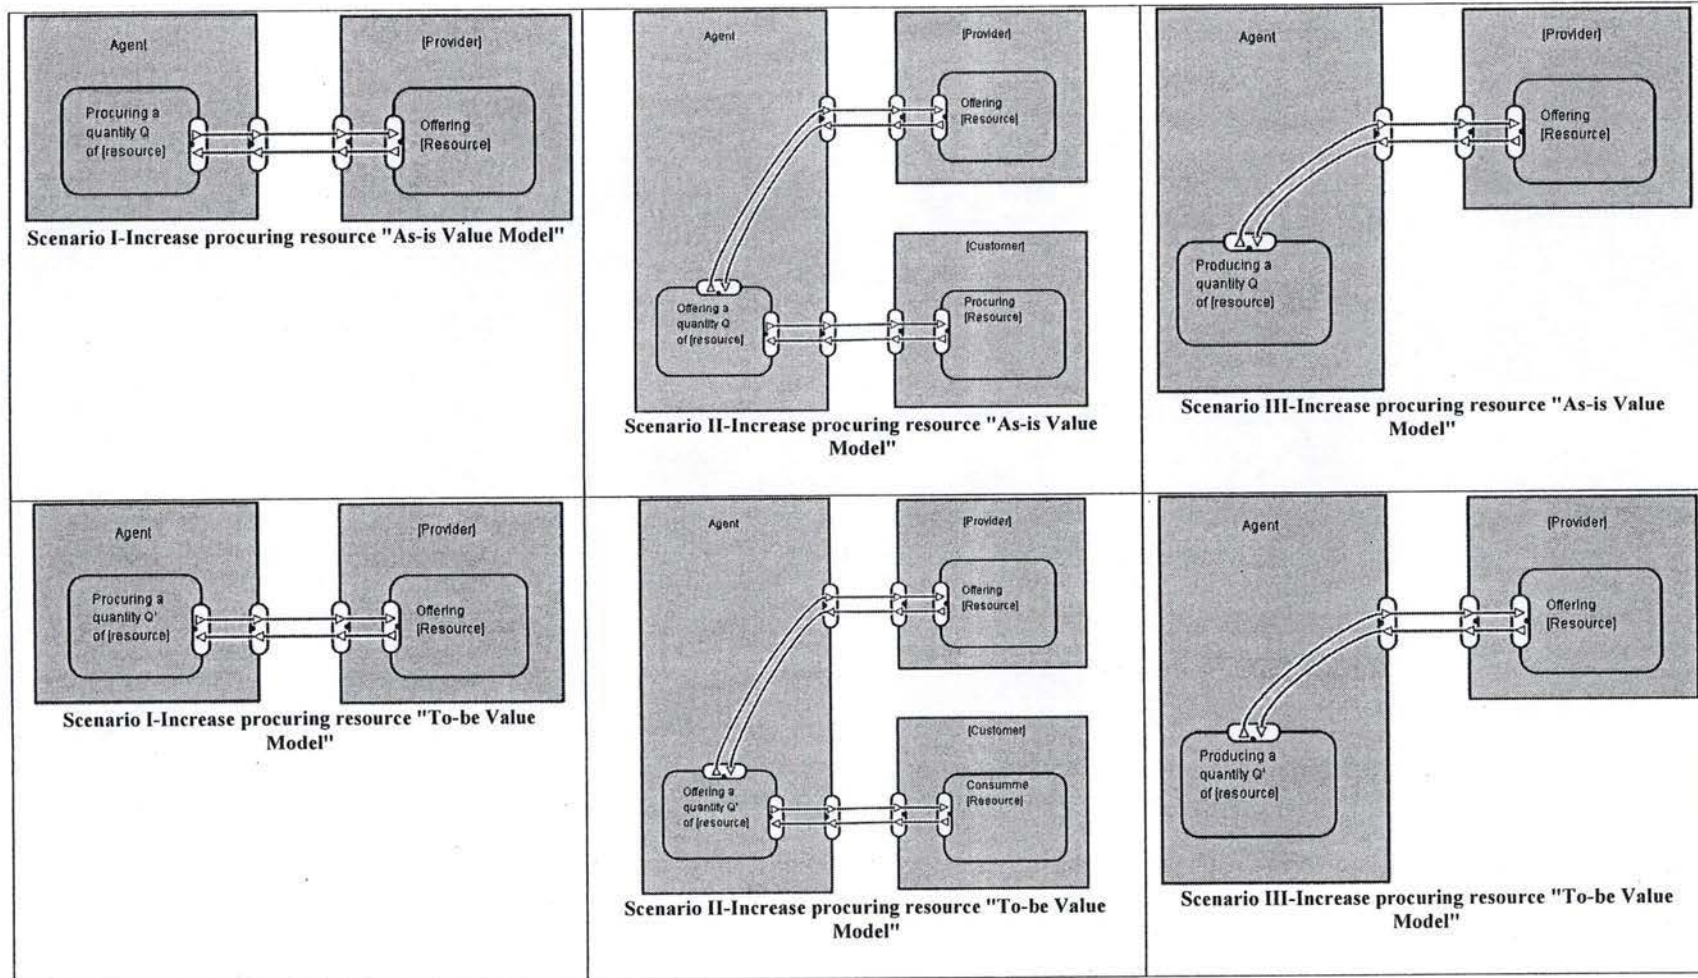 Agent
[Provider]
Procuring a
quantity Q
of [resource]
Offering
[Resource]
Scenario I-Increase procuring resource "As-is Value Model"
Agent
[Provider]
Offering
[Resource]
[Customer]
Offering a
quantity Q
of [resource]
Procuring
[Resource]
Scenario II-Increase procuring resource "As-is Value
Model"
Agent
[Provider]
Offering
[Resource]
Producing a
quantity Q
of [resource]
Scenario III-Increase procuring resource "As-is Value
Model"
Agent
[Provider]
Procuring a
quantity Q'
of [resource]
Offering
[Resource]
Scenario I-Increase procuring resource "To-be Value
Model"
Agent
[Provider]
Offering
[Resource]
[Customer]
Offering a
quantity Q'
of [resource]
Consumme
[Resource]
Scenario II-Increase procuring resource "To-be Value
Model"
Agent
[Provider]
Offering
[Resource]
Producing a
quantity Q'
of [resource]
Scenario III-Increase procuring resource "To-be Value
Model"